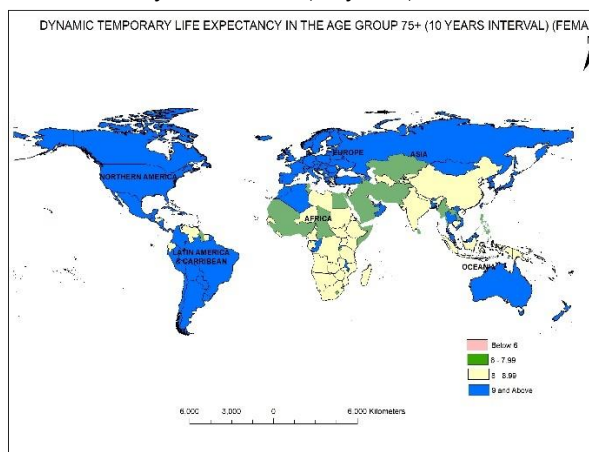 DYNAMIC TEMPORARY LIFE EXPECTANCY IN THE AGE GROUP 75+ (10 YEARS INTERVAL) (FEMA
EUROPE
ASIA
NORTHERN AMERICA
AFRICA
LATIN AMERICA
& CARRIBEAN
OCEANIA
Below 6
6 - 7.99
8 - 8.99
9 and Above
6,000 3,000 0 6,000 Kilometers